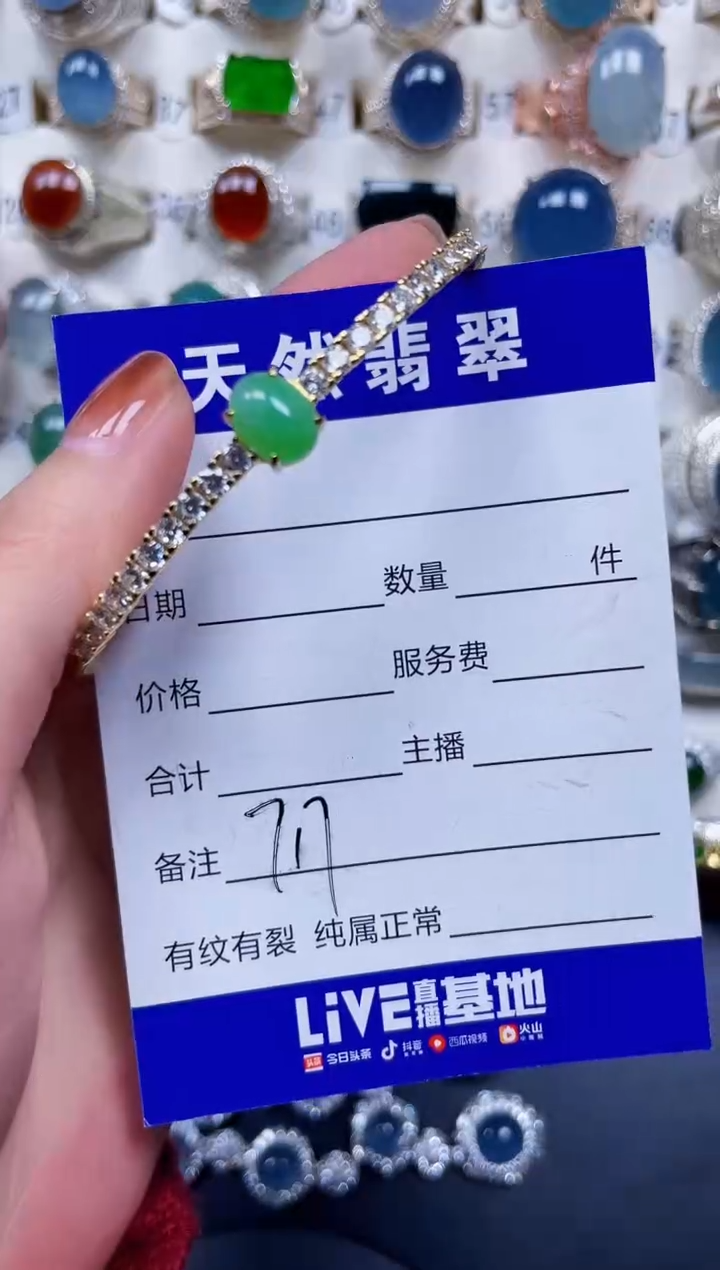 天然翡翠
日期 数量 件
价格 服务费
合计 主播
备注 77
有纹有裂 纯属正常
LiVE直播基地
今日头条 抖音 西瓜视频 火山